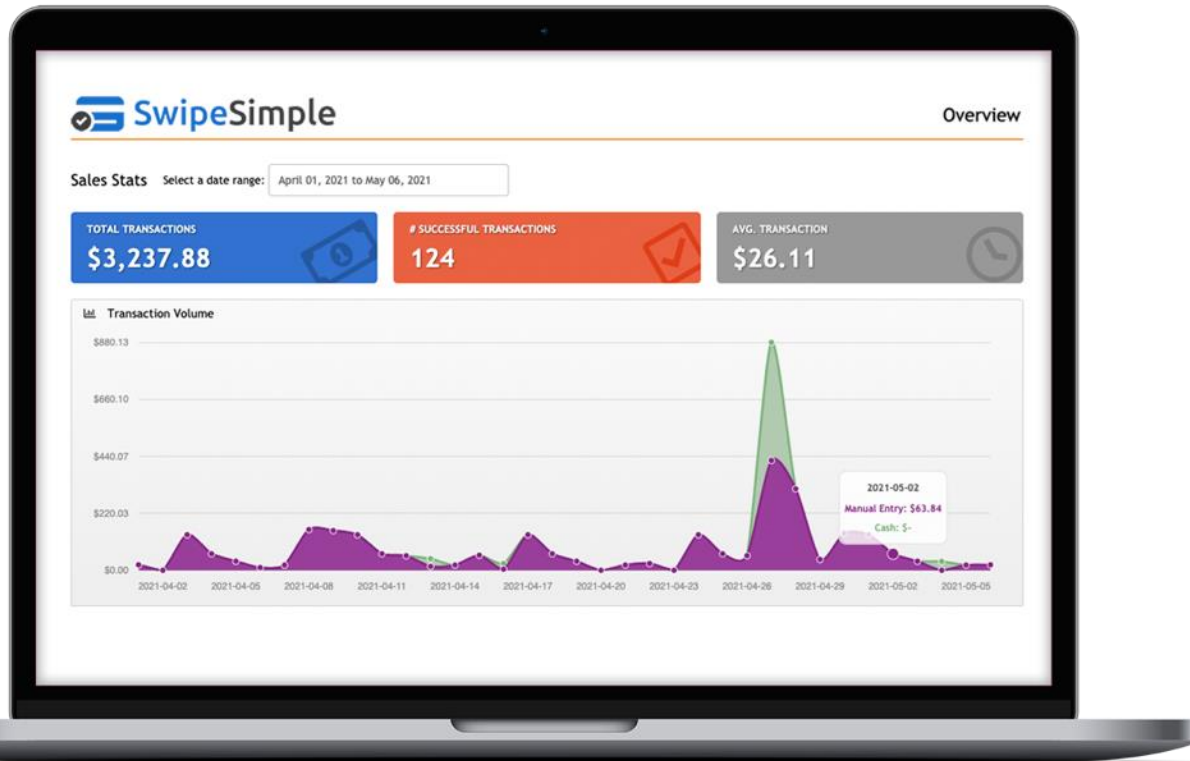 SwipeSimple
Overview
Sales Stats Select a date range: April 01, 2021 to May 06, 2021
TOTAL TRANSACTIONS
$3,237.88
# SUCCESSFUL TRANSACTIONS
124
AVG. TRANSACTION
$26.11
Transaction Volume
$880.13
$660.10
$440.07
$220.03
$0.00
2021-05-02
Manual Entry: $63.84
Cash: $-
2021-04-02 2021-04-05 2021-04-08 2021-04-11 2021-04-14 2021-04-17 2021-04-20 2021-04-23 2021-04-26 2021-04-29 2021-05-02 2021-05-05